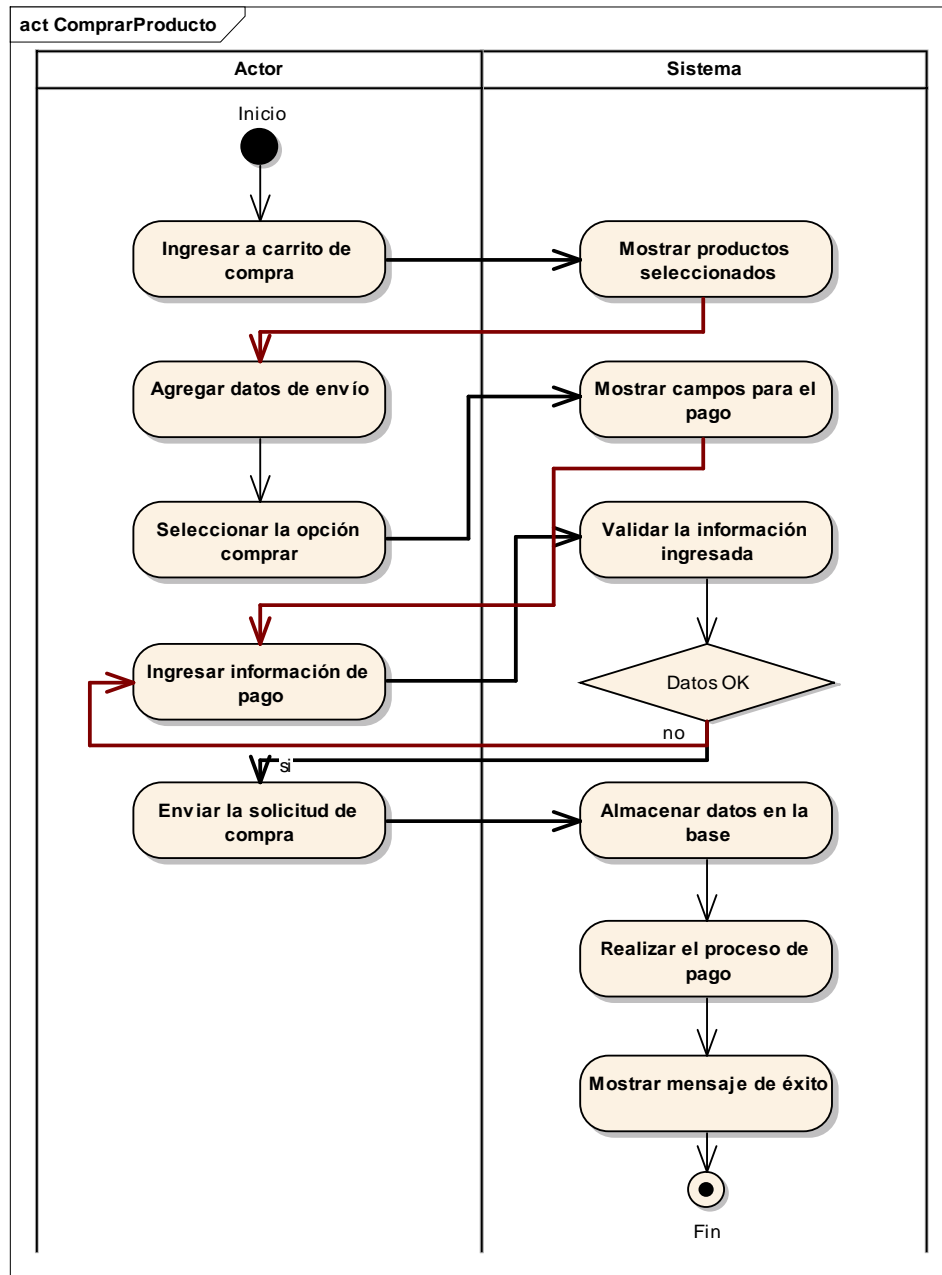 act ComprarProducto
Actor
Sistema
Inicio
Ingresar a carrito de
compra
Mostrar productos
seleccionados
Agregar datos de envío
Mostrar campos para el
pago
Seleccionar la opción
comprar
Validar la información
ingresada
Ingresar información de
pago
Datos OK
no
si
Enviar la solicitud de
compra
Almacenar datos en la
base
Realizar el proceso de
pago
Mostrar mensaje de éxito
Fin